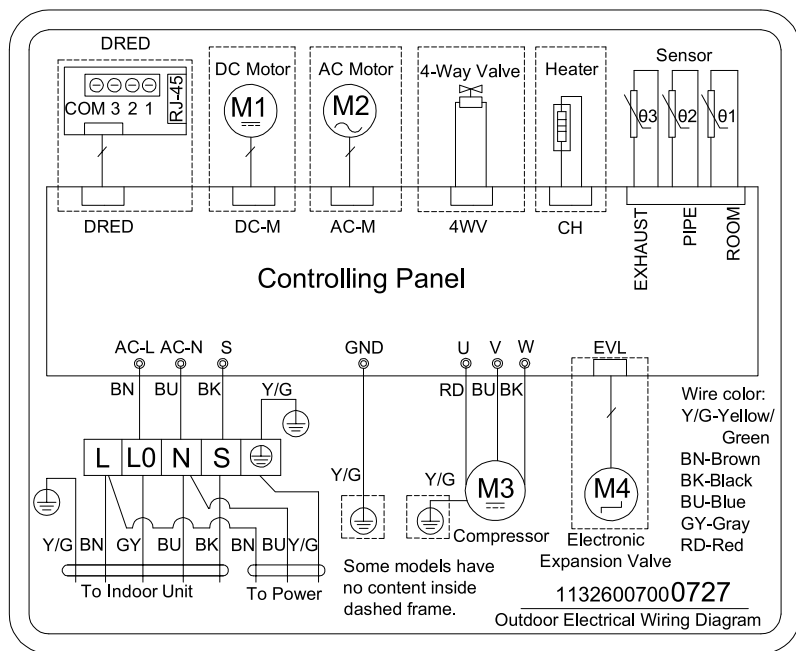 DRED
COM 3 2 1
RJ-45
DRED
DC Motor
M1
DC-M
AC Motor
M2
AC-M
4-Way Valve
4WV
Heater
CH
Sensor
θ3
θ2
θ1
EXHAUST
PIPE
ROOM
Controlling Panel
AC-L AC-N S
BN BU BK Y/G
L L0 N S
Y/G BN GY BU BK BN BU Y/G
To Indoor Unit
To Power
GND
Y/G
Some models have
no content inside
dashed frame.
U V W
RD BU BK
Y/G
M3
Compressor
EVL
M4
Electronic
Expansion Valve
Wire color:
Y/G-Yellow/
Green
BN-Brown
BK-Black
BU-Blue
GY-Gray
RD-Red
11326007000727
Outdoor Electrical Wiring Diagram